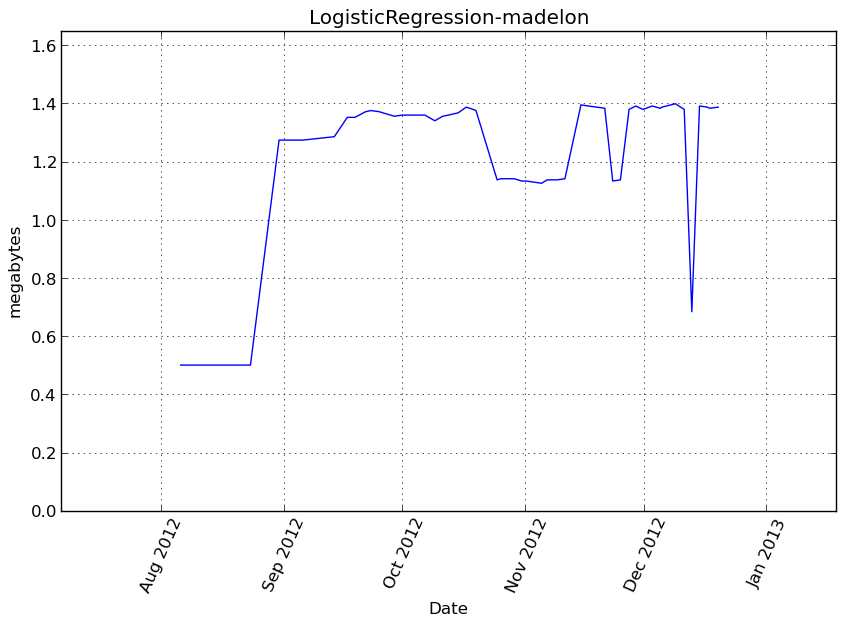 LogisticRegression-madelon
1.6
1.4
1.2
1.0
0.8
0.6
0.4
0.2
0.0
megabytes
Aug 2012
Sep 2012
Oct 2012
Nov 2012
Dec 2012
Jan 2013
Date